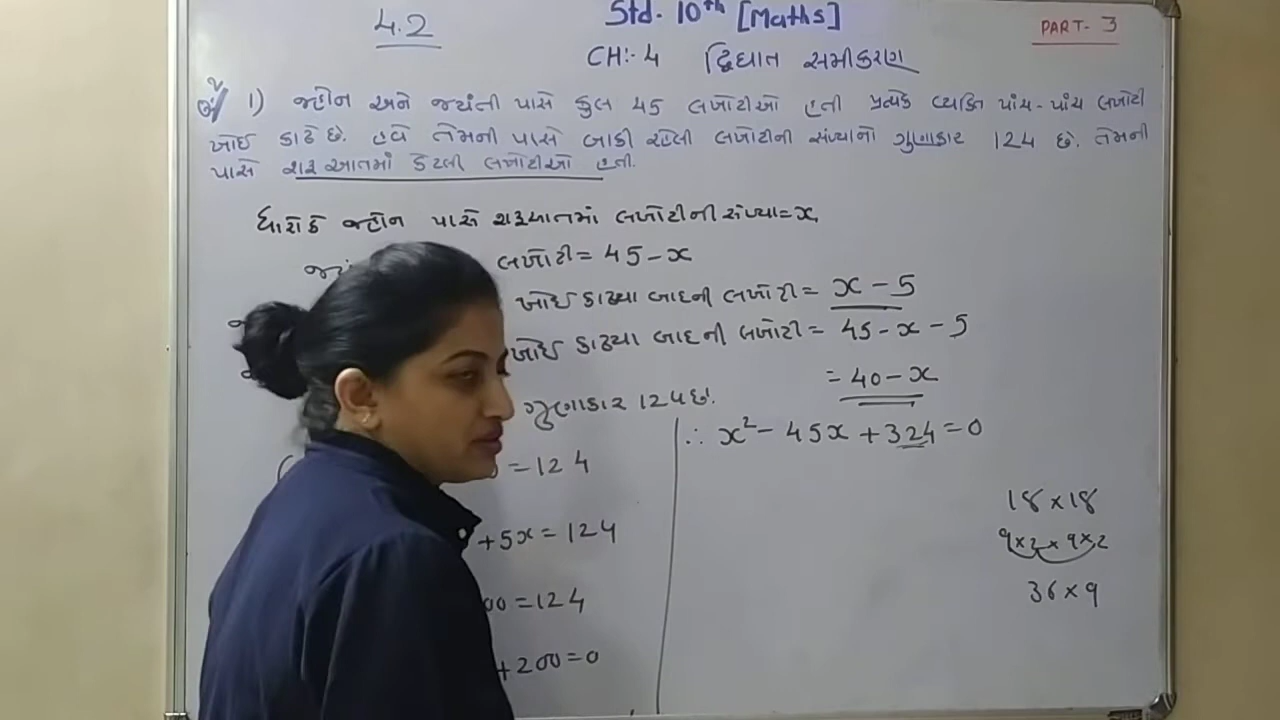 4.2
Std. 10th [Maths]
PART- 3
CH:- 4 દ્વિઘાત સમીકરણ
1) જ્હોન અને જયંતી પાસે કુલ 45 લખોટીઓ હતી પ્રત્યેક વ્યક્તિ પાંચ-પાંચ લખોટી
ખોઈ કાઢે છે. હવે તેમની પાસે બાકી રહેલી લખોટીની સંખ્યાનો ગુણાકાર 124 છે. તેમની
પાસે શરૂઆતમાં કેટલી લખોટીઓ હતી.
ધારોકે જ્હોન પાસે શરૂઆતમાં લખોટીની સંખ્યા = x
લખોટી = 45 - x
ખોઈ કાઢ્યા બાદની લખોટી = x - 5
ખોઈ કાઢ્યા બાદની લખોટી = 45 - x - 5
= 40 - x
ગુણાકાર 124 છે.
= 124
+5x = 124
00 = 124
+ 200 = 0
∴ x² - 45x + 324 = 0
18 × 18
9×2 × 9×2
36 × 9